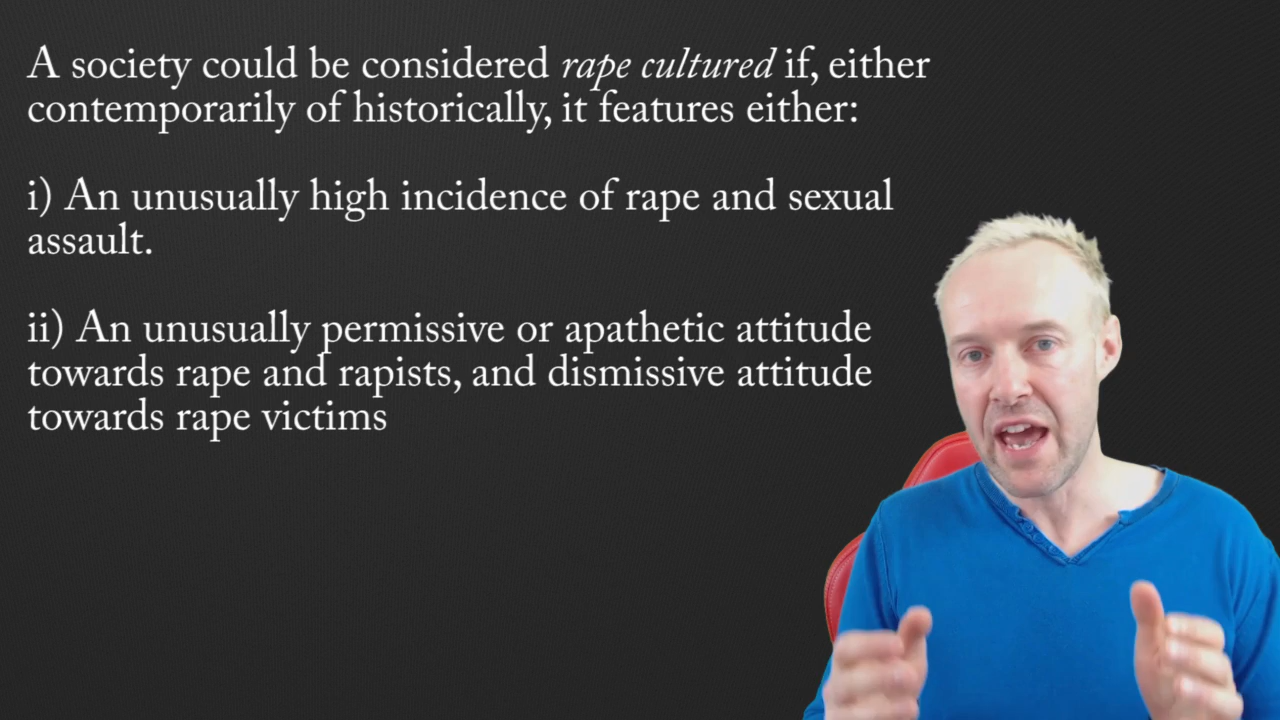 A society could be considered rape cultured if, either
contemporarily of historically, it features either:
i) An unusually high incidence of rape and sexual
assault.
ii) An unusually permissive or apathetic attitude
towards rape and rapists, and dismissive attitude
towards rape victims